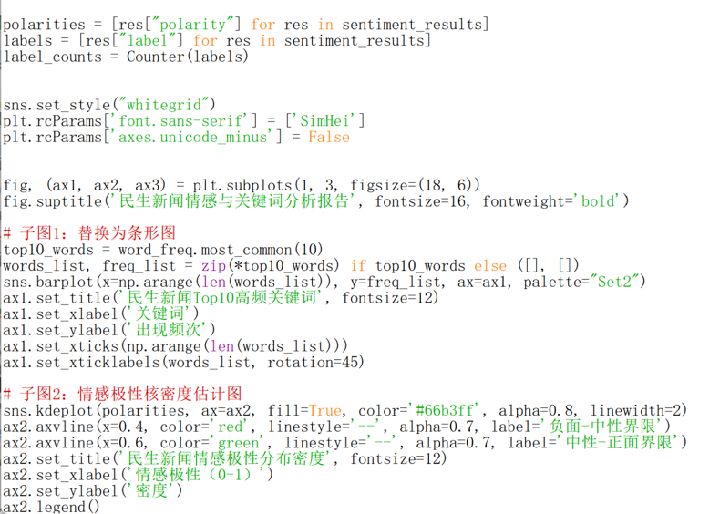 polarities = [res["polarity"] for res in sentiment_results]
labels = [res["label"] for res in sentiment_results]
label_counts = Counter(labels)
sns.set_style("whitegrid")
plt.rcParams['font.sans-serif'] = ['SimHei']
plt.rcParams['axes.unicode_minus'] = False
fig, (ax1, ax2, ax3) = plt.subplots(1, 3, figsize=(18, 6))
fig.suptitle('民生新闻情感与关键词分析报告', fontsize=16, fontweight='bold')
# 子图1：替换为条形图
top10_words = word_freq.most_common(10)
words_list, freq_list = zip(*top10_words) if top10_words else ([], [])
sns.barplot(x=np.arange(len(words_list)), y=freq_list, ax=ax1, palette="Set2")
ax1.set_title('民生新闻Top10高频关键词', fontsize=12)
ax1.set_xlabel('关键词')
ax1.set_ylabel('出现频次')
ax1.set_xticks(np.arange(len(words_list)))
ax1.set_xticklabels(words_list, rotation=45)
# 子图2：情感极性核密度估计图
sns.kdeplot(polarities, ax=ax2, fill=True, color='#66b3ff', alpha=0.8, linewidth=2)
ax2.axvline(x=0.4, color='red', linestyle='--', alpha=0.7, label='负面-中性界限')
ax2.axvline(x=0.6, color='green', linestyle='--', alpha=0.7, label='中性-正面界限')
ax2.set_title('民生新闻情感极性分布密度', fontsize=12)
ax2.set_xlabel('情感极性（0-1）')
ax2.set_ylabel('密度')
ax2.legend()